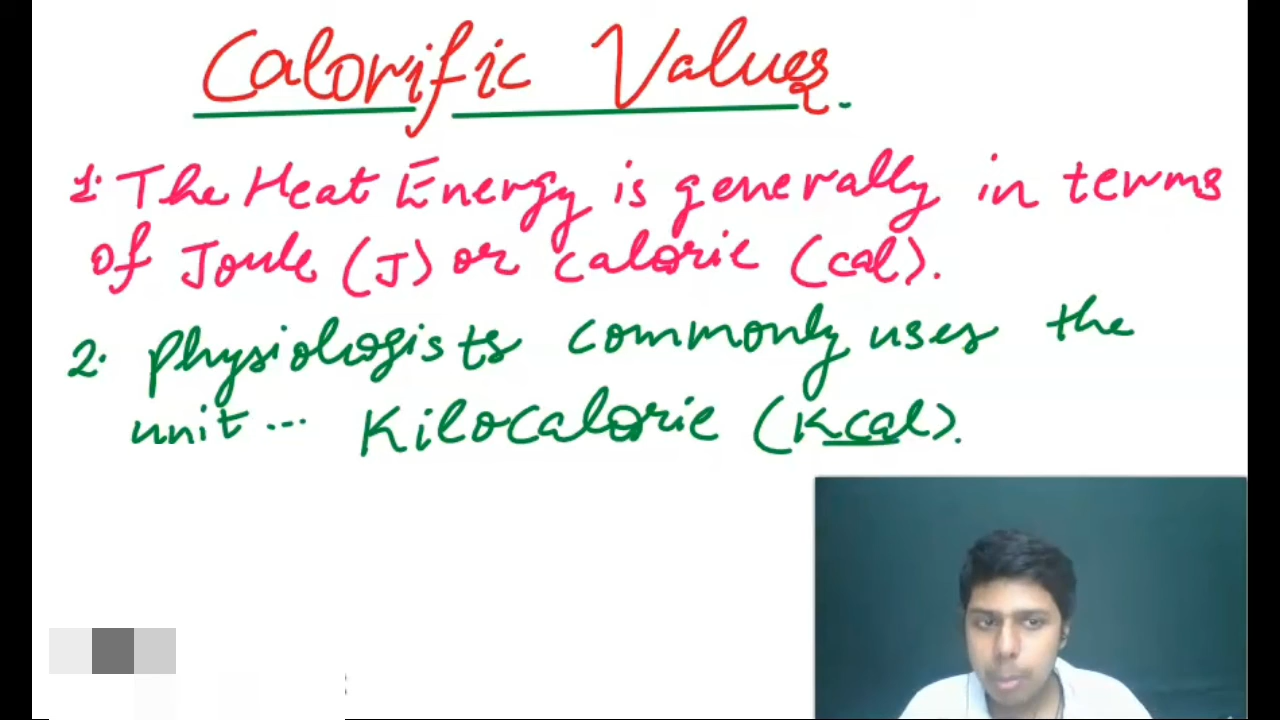 Calorific Values.
1. The Heat Energy is generally in terms
of Joule (J) or calorie (cal).
2. Physiologists commonly uses the
unit... Kilocalorie (Kcal).